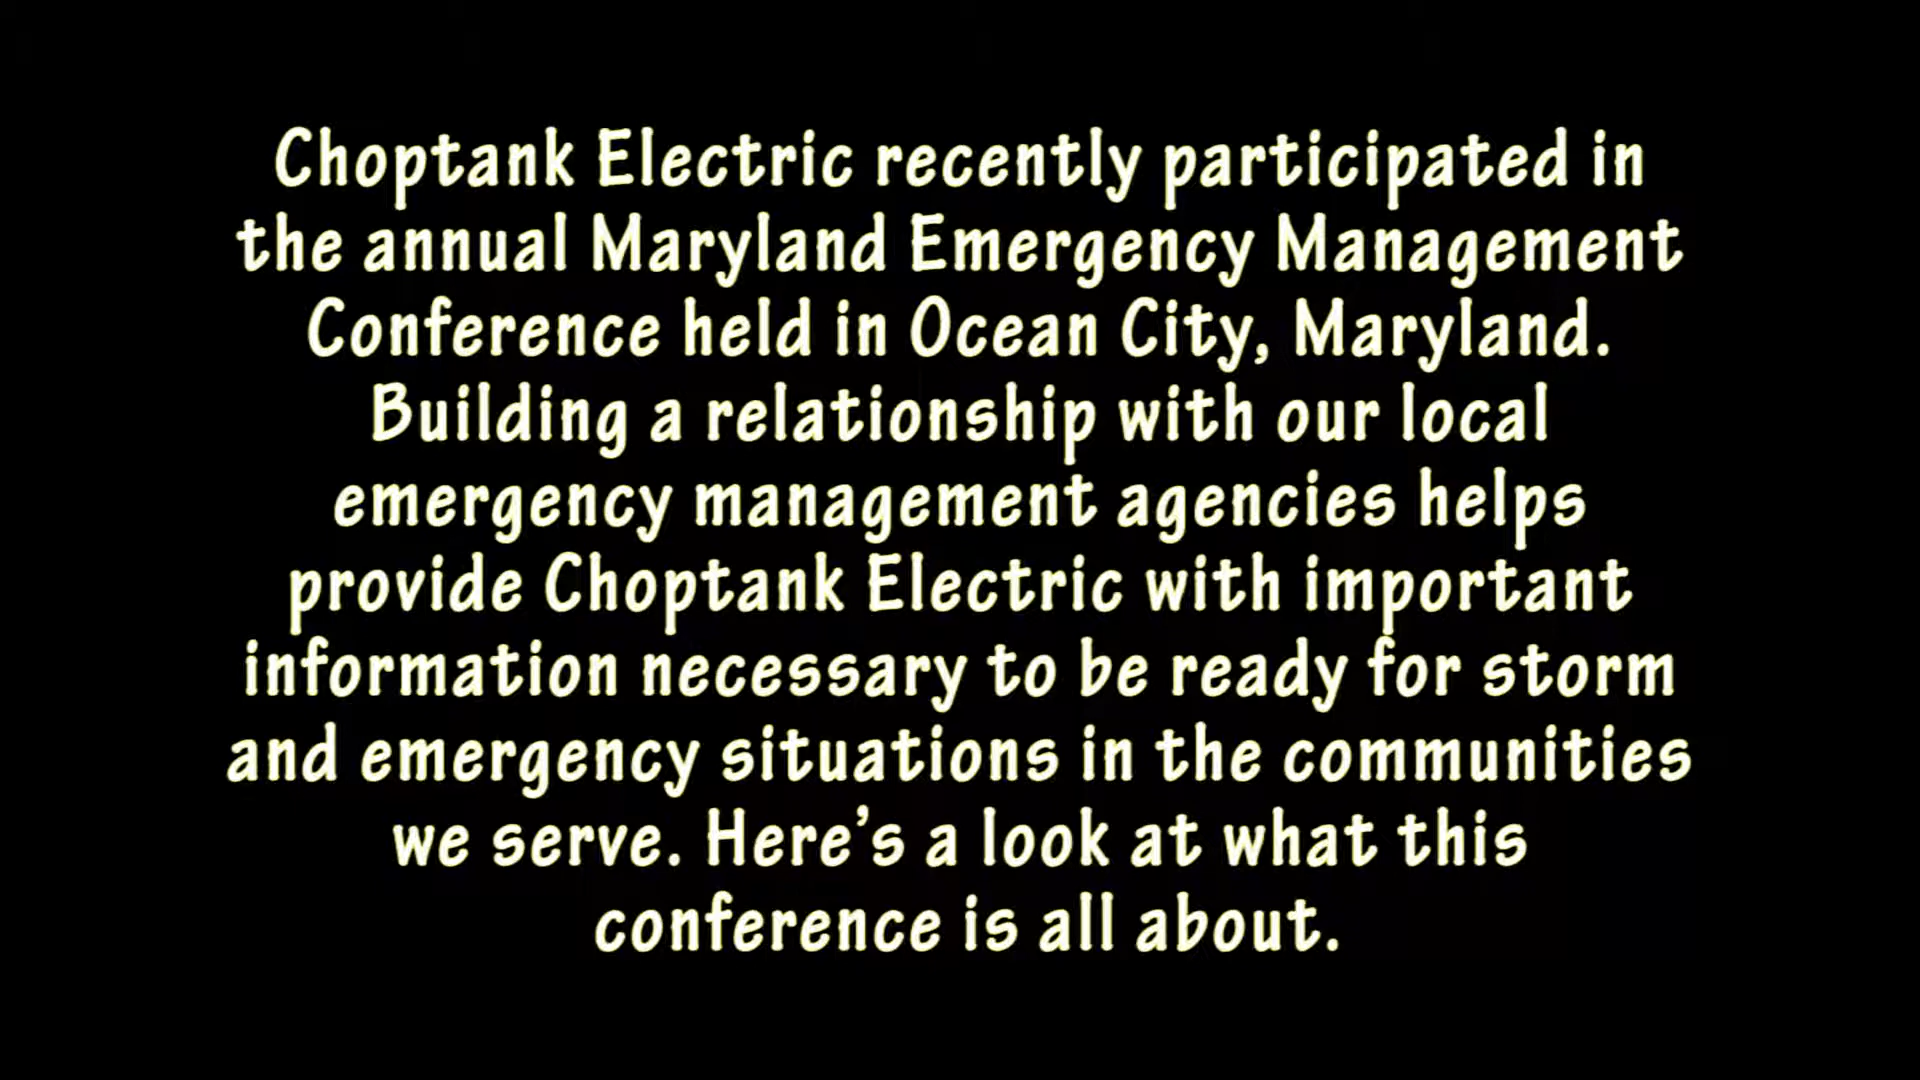 Choptank Electric recently participated in
the annual Maryland Emergency Management
Conference held in Ocean City, Maryland.
Building a relationship with our local
emergency management agencies helps
provide Choptank Electric with important
information necessary to be ready for storm
and emergency situations in the communities
we serve. Here’s a look at what this
conference is all about.